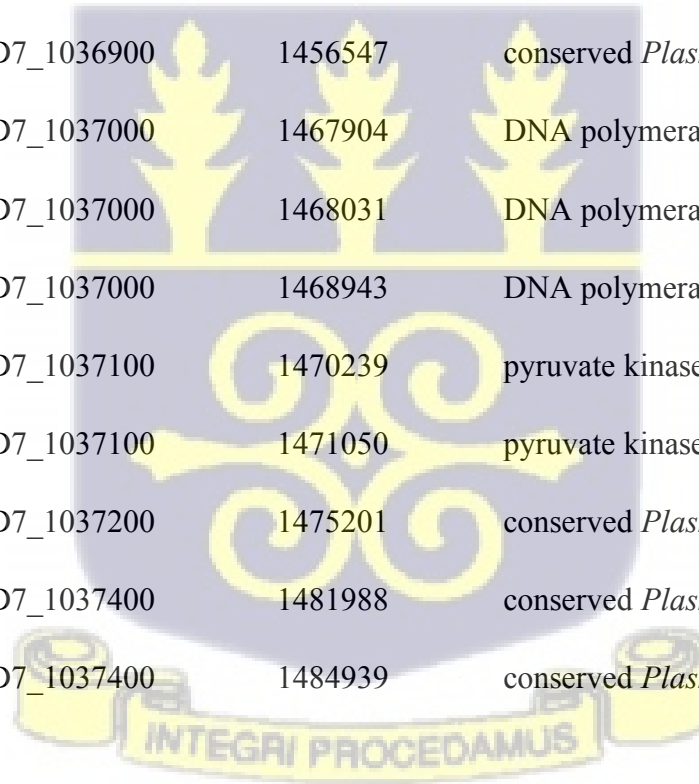 D7_1036900 1456547 conserved Plas
D7_1037000 1467904 DNA polymera
D7_1037000 1468031 DNA polymera
D7_1037000 1468943 DNA polymera
D7_1037100 1470239 pyruvate kinase
D7_1037100 1471050 pyruvate kinase
D7_1037200 1475201 conserved Plas
D7_1037400 1481988 conserved Plas
D7_1037400 1484939 conserved Plas
INTEGRI PROCEDAMUS